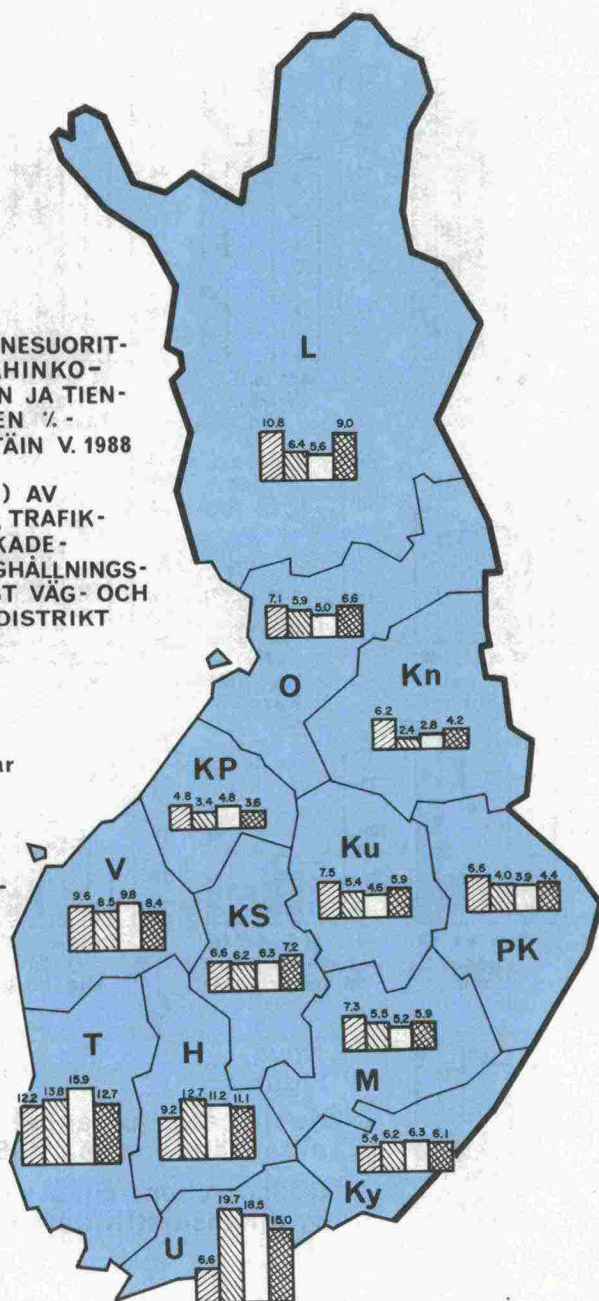 NESUORIT-
AHINKO-
N JA TIEN-
EN %-
TÄIN V. 1988
) AV
TRAFIK-
KADE-
GHÅLLNINGS-
ST VÄG- OCH
DISTRIKT
ar
L
10.8 6.4 5.6 9.0
7.1 5.9 5.0 6.6
O
Kn
6.2 2.4 2.8 4.2
KP
4.8 3.4 4.8 3.6
V
9.6 8.5 9.8 8.4
Ku
7.5 5.4 4.6 5.9
6.6 4.0 3.9 4.4
PK
KS
6.6 6.2 6.3 7.2
7.3 5.5 5.2 5.9
M
T
12.2 13.8 15.9 12.7
H
9.2 12.7 11.2 11.1
5.4 6.2 6.3 6.1
Ky
U
6.6 19.7 18.5 15.0